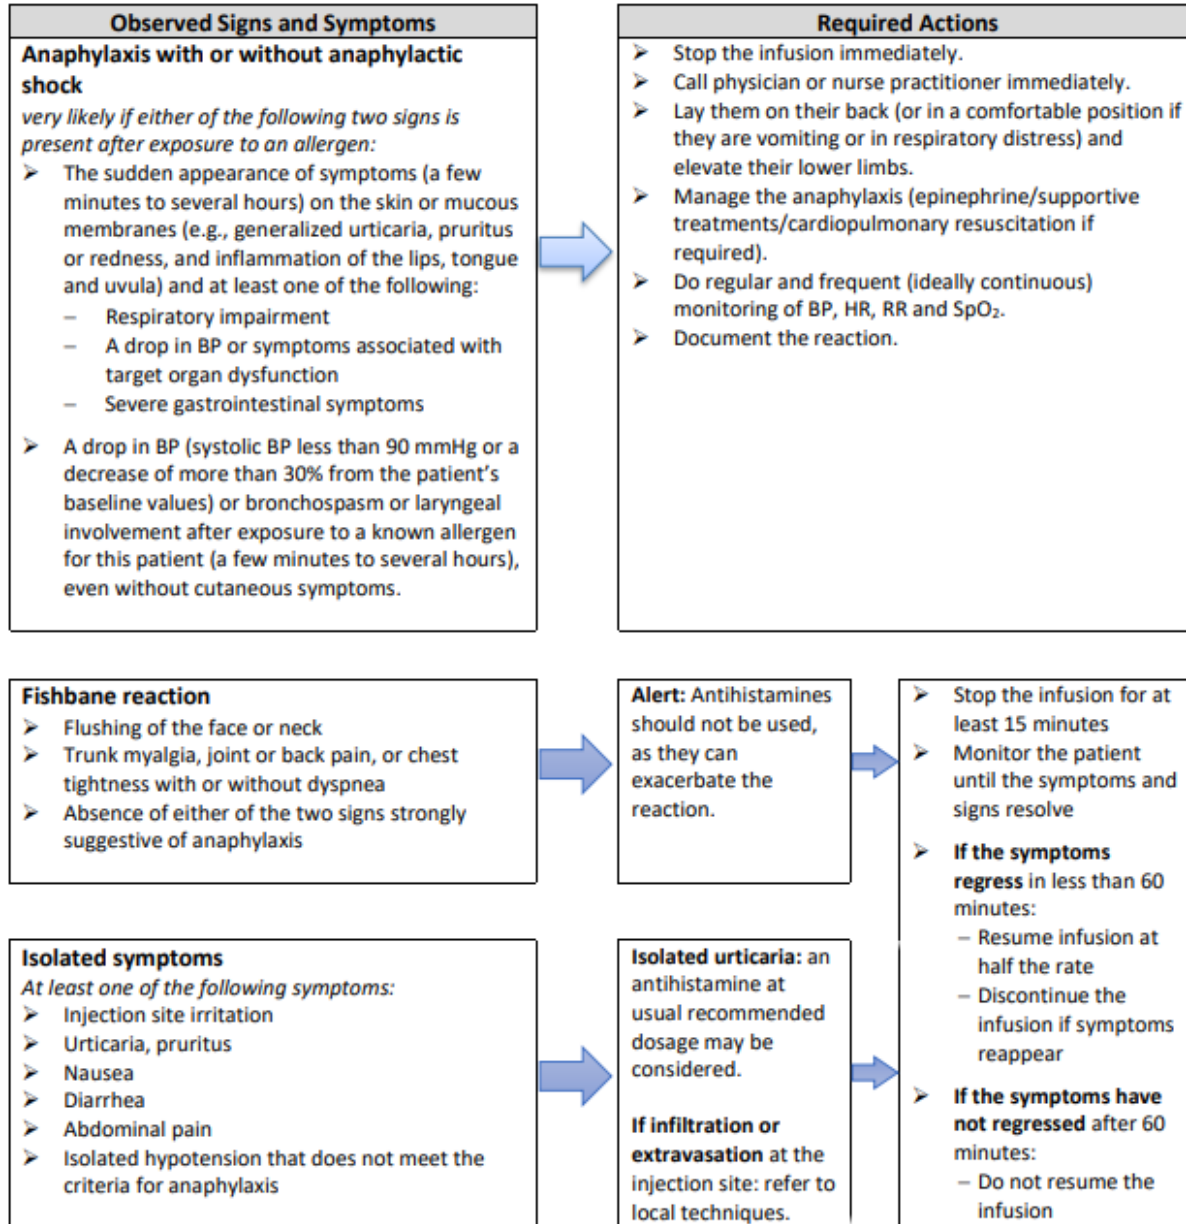 Observed Signs and Symptoms
Anaphylaxis with or without anaphylactic
shock
very likely if either of the following two signs is
present after exposure to an allergen:
➢ The sudden appearance of symptoms (a few
minutes to several hours) on the skin or mucous
membranes (e.g., generalized urticaria, pruritus
or redness, and inflammation of the lips, tongue
and uvula) and at least one of the following:
− Respiratory impairment
− A drop in BP or symptoms associated with
target organ dysfunction
− Severe gastrointestinal symptoms
➢ A drop in BP (systolic BP less than 90 mmHg or a
decrease of more than 30% from the patient's
baseline values) or bronchospasm or laryngeal
involvement after exposure to a known allergen
for this patient (a few minutes to several hours),
even without cutaneous symptoms.
Required Actions
➢ Stop the infusion immediately.
➢ Call physician or nurse practitioner immediately.
➢ Lay them on their back (or in a comfortable position if
they are vomiting or in respiratory distress) and
elevate their lower limbs.
➢ Manage the anaphylaxis (epinephrine/supportive
treatments/cardiopulmonary resuscitation if
required).
➢ Do regular and frequent (ideally continuous)
monitoring of BP, HR, RR and SpO₂.
➢ Document the reaction.
Fishbane reaction
➢ Flushing of the face or neck
➢ Trunk myalgia, joint or back pain, or chest
tightness with or without dyspnea
➢ Absence of either of the two signs strongly
suggestive of anaphylaxis
Alert: Antihistamines
should not be used,
as they can
exacerbate the
reaction.
Isolated symptoms
At least one of the following symptoms:
➢ Injection site irritation
➢ Urticaria, pruritus
➢ Nausea
➢ Diarrhea
➢ Abdominal pain
➢ Isolated hypotension that does not meet the
criteria for anaphylaxis
Isolated urticaria: an
antihistamine at
usual recommended
dosage may be
considered.
If infiltration or
extravasation at the
injection site: refer to
local techniques.
➢ Stop the infusion for at
least 15 minutes
➢ Monitor the patient
until the symptoms and
signs resolve
➢ If the symptoms
regress in less than 60
minutes:
− Resume infusion at
half the rate
− Discontinue the
infusion if symptoms
reappear
➢ If the symptoms have
not regressed after 60
minutes:
− Do not resume the
infusion